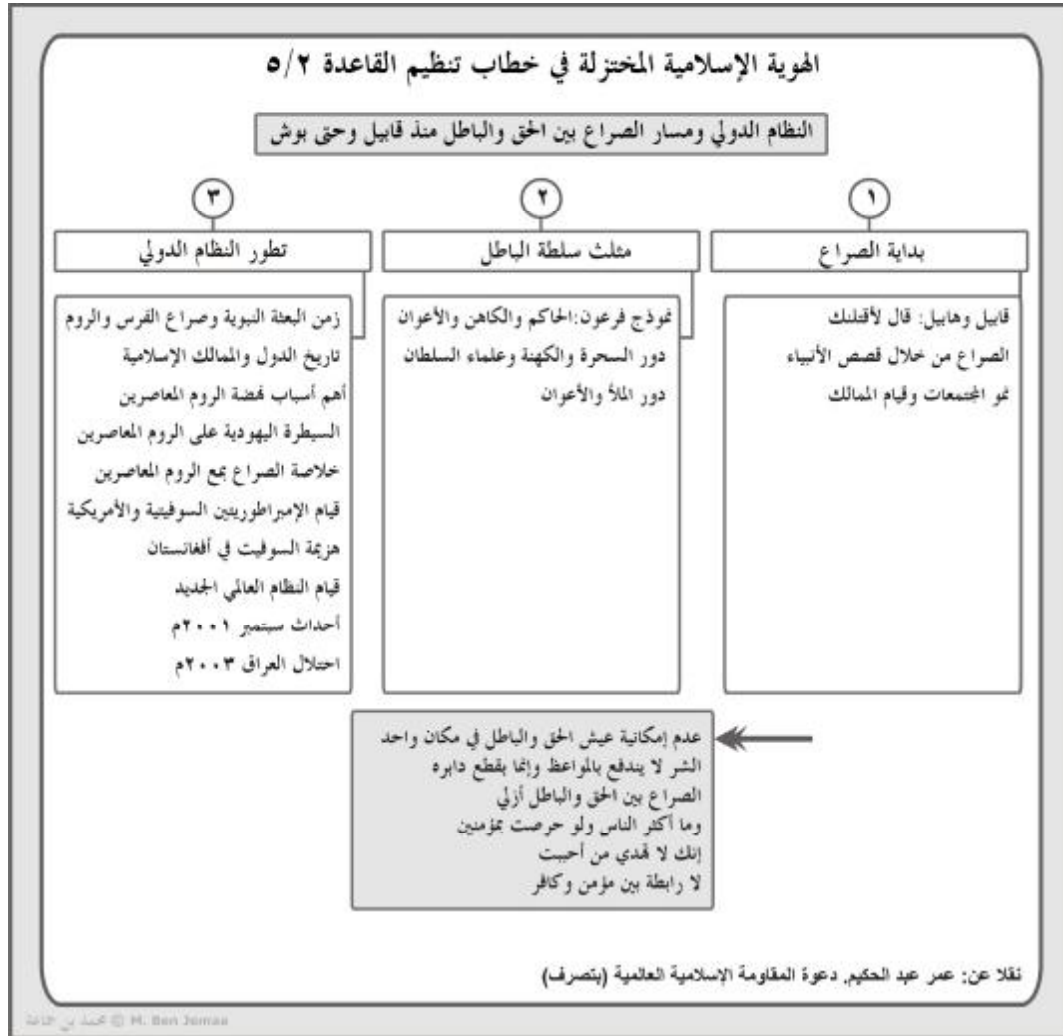 الهوية الإسلامية المختزلة في خطاب تنظيم القاعدة ٥/٢
النظام الدولي ومسار الصراع بين الحق والباطل منذ قابيل وحتى بوش
١
بداية الصراع
قابيل وهابيل: قال لأقتلنك
الصراع من خلال قصص الأنبياء
نمو المجتمعات وقيام الممالك
٢
مثلث سلطة الباطل
نموذج فرعون:الحاكم والكاهن والأعوان
دور السحرة والكهنة وعلماء السلطان
دور الملأ والأعوان
٣
تطور النظام الدولي
زمن البعثة النبوية وصراع الفرس والروم
تاريخ الدول والممالك الإسلامية
أهم أسباب نهضة الروم المعاصرين
السيطرة اليهودية على الروم المعاصرين
خلاصة الصراع مع الروم المعاصرين
قيام الإمبراطوريتين السوفيتية والأمريكية
هزيمة السوفيت في أفغانستان
قيام النظام العالمي الجديد
أحداث سبتمبر ٢٠٠١م
احتلال العراق ٢٠٠٣م
عدم إمكانية عيش الحق والباطل في مكان واحد
الشر لا يندفع بالمواعظ وإنما بقطع دابره
الصراع بين الحق والباطل أزلي
وما أكثر الناس ولو حرصت بمؤمنين
إنك لا تهدي من أحببت
لا رابطة بين مؤمن وكافر
نقلا عن: عمر عبد الحكيم, دعوة المقاومة الإسلامية العالمية (بتصرف)
محمد بن جماعة © M. Ben Jemaa